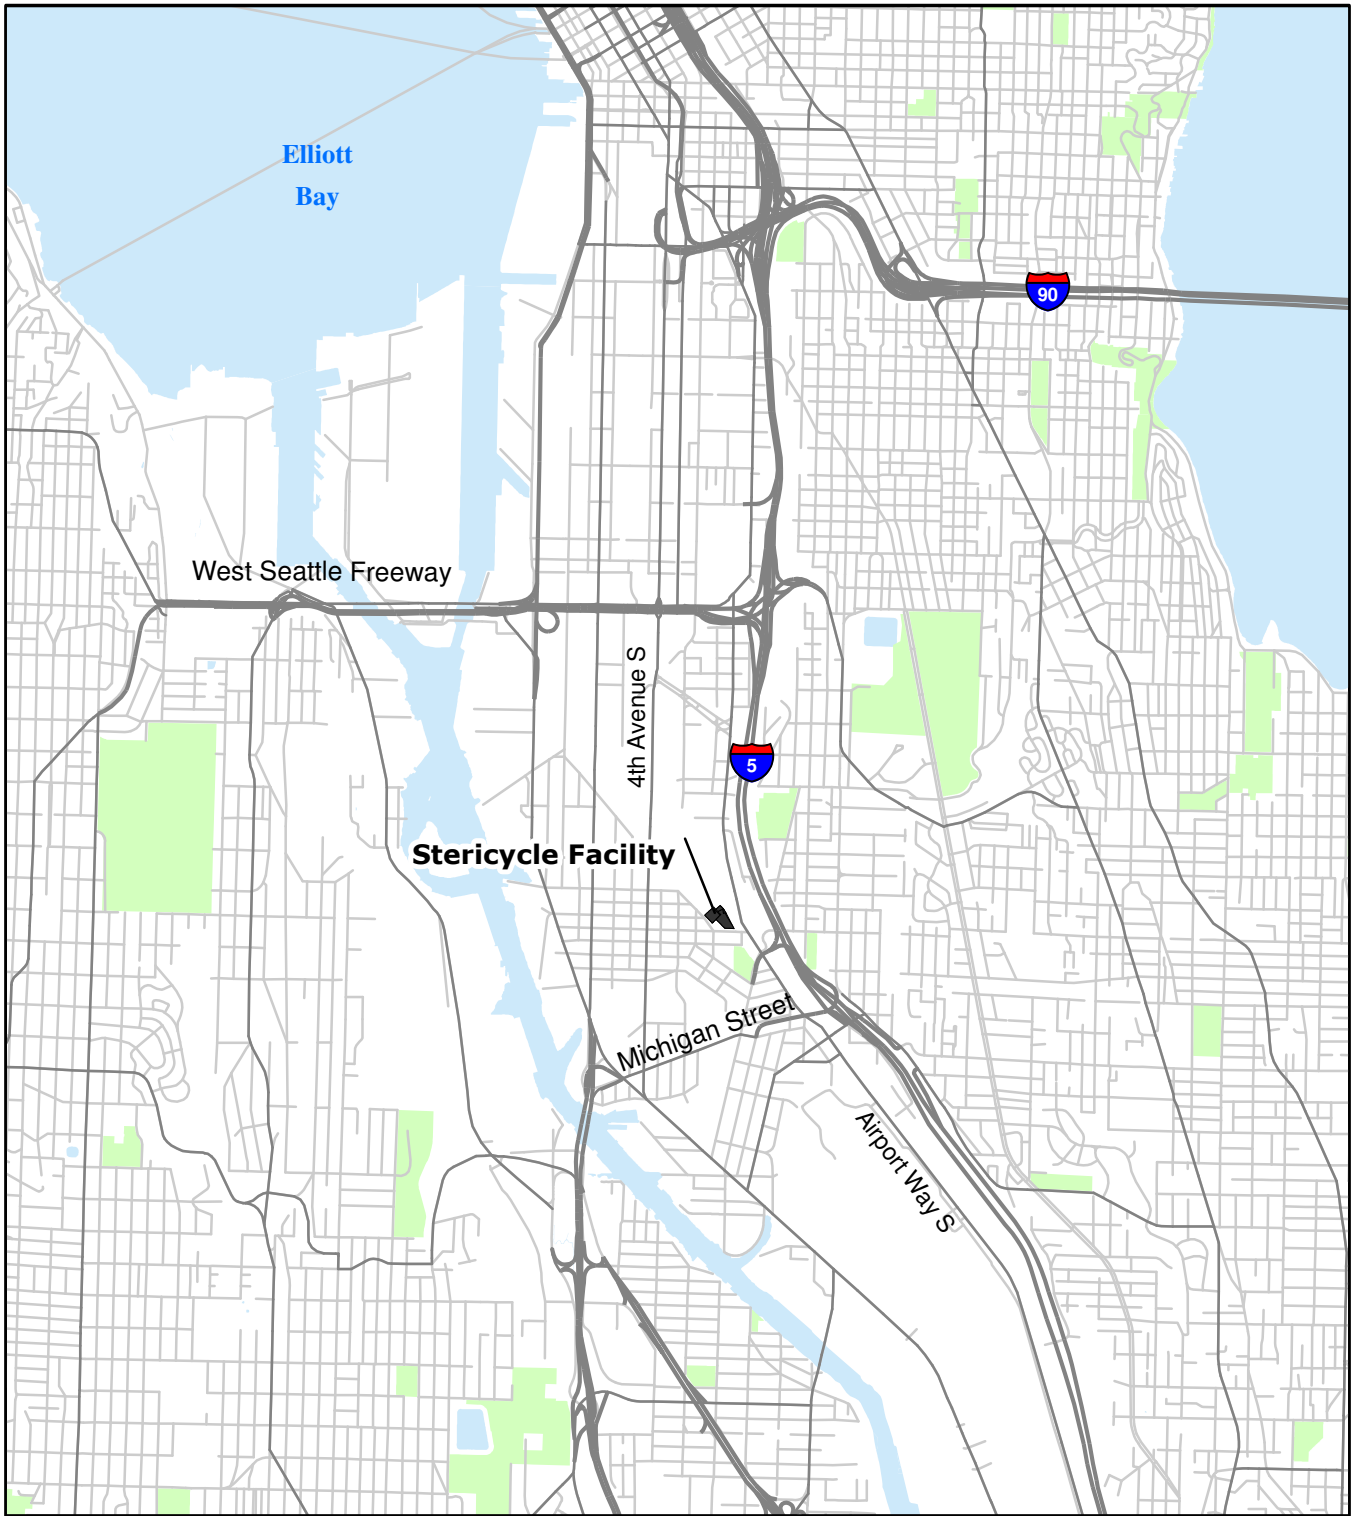 Elliott
Bay
90
West Seattle Freeway
4th Avenue S
5
Stericycle Facility
Michigan Street
Airport Way S